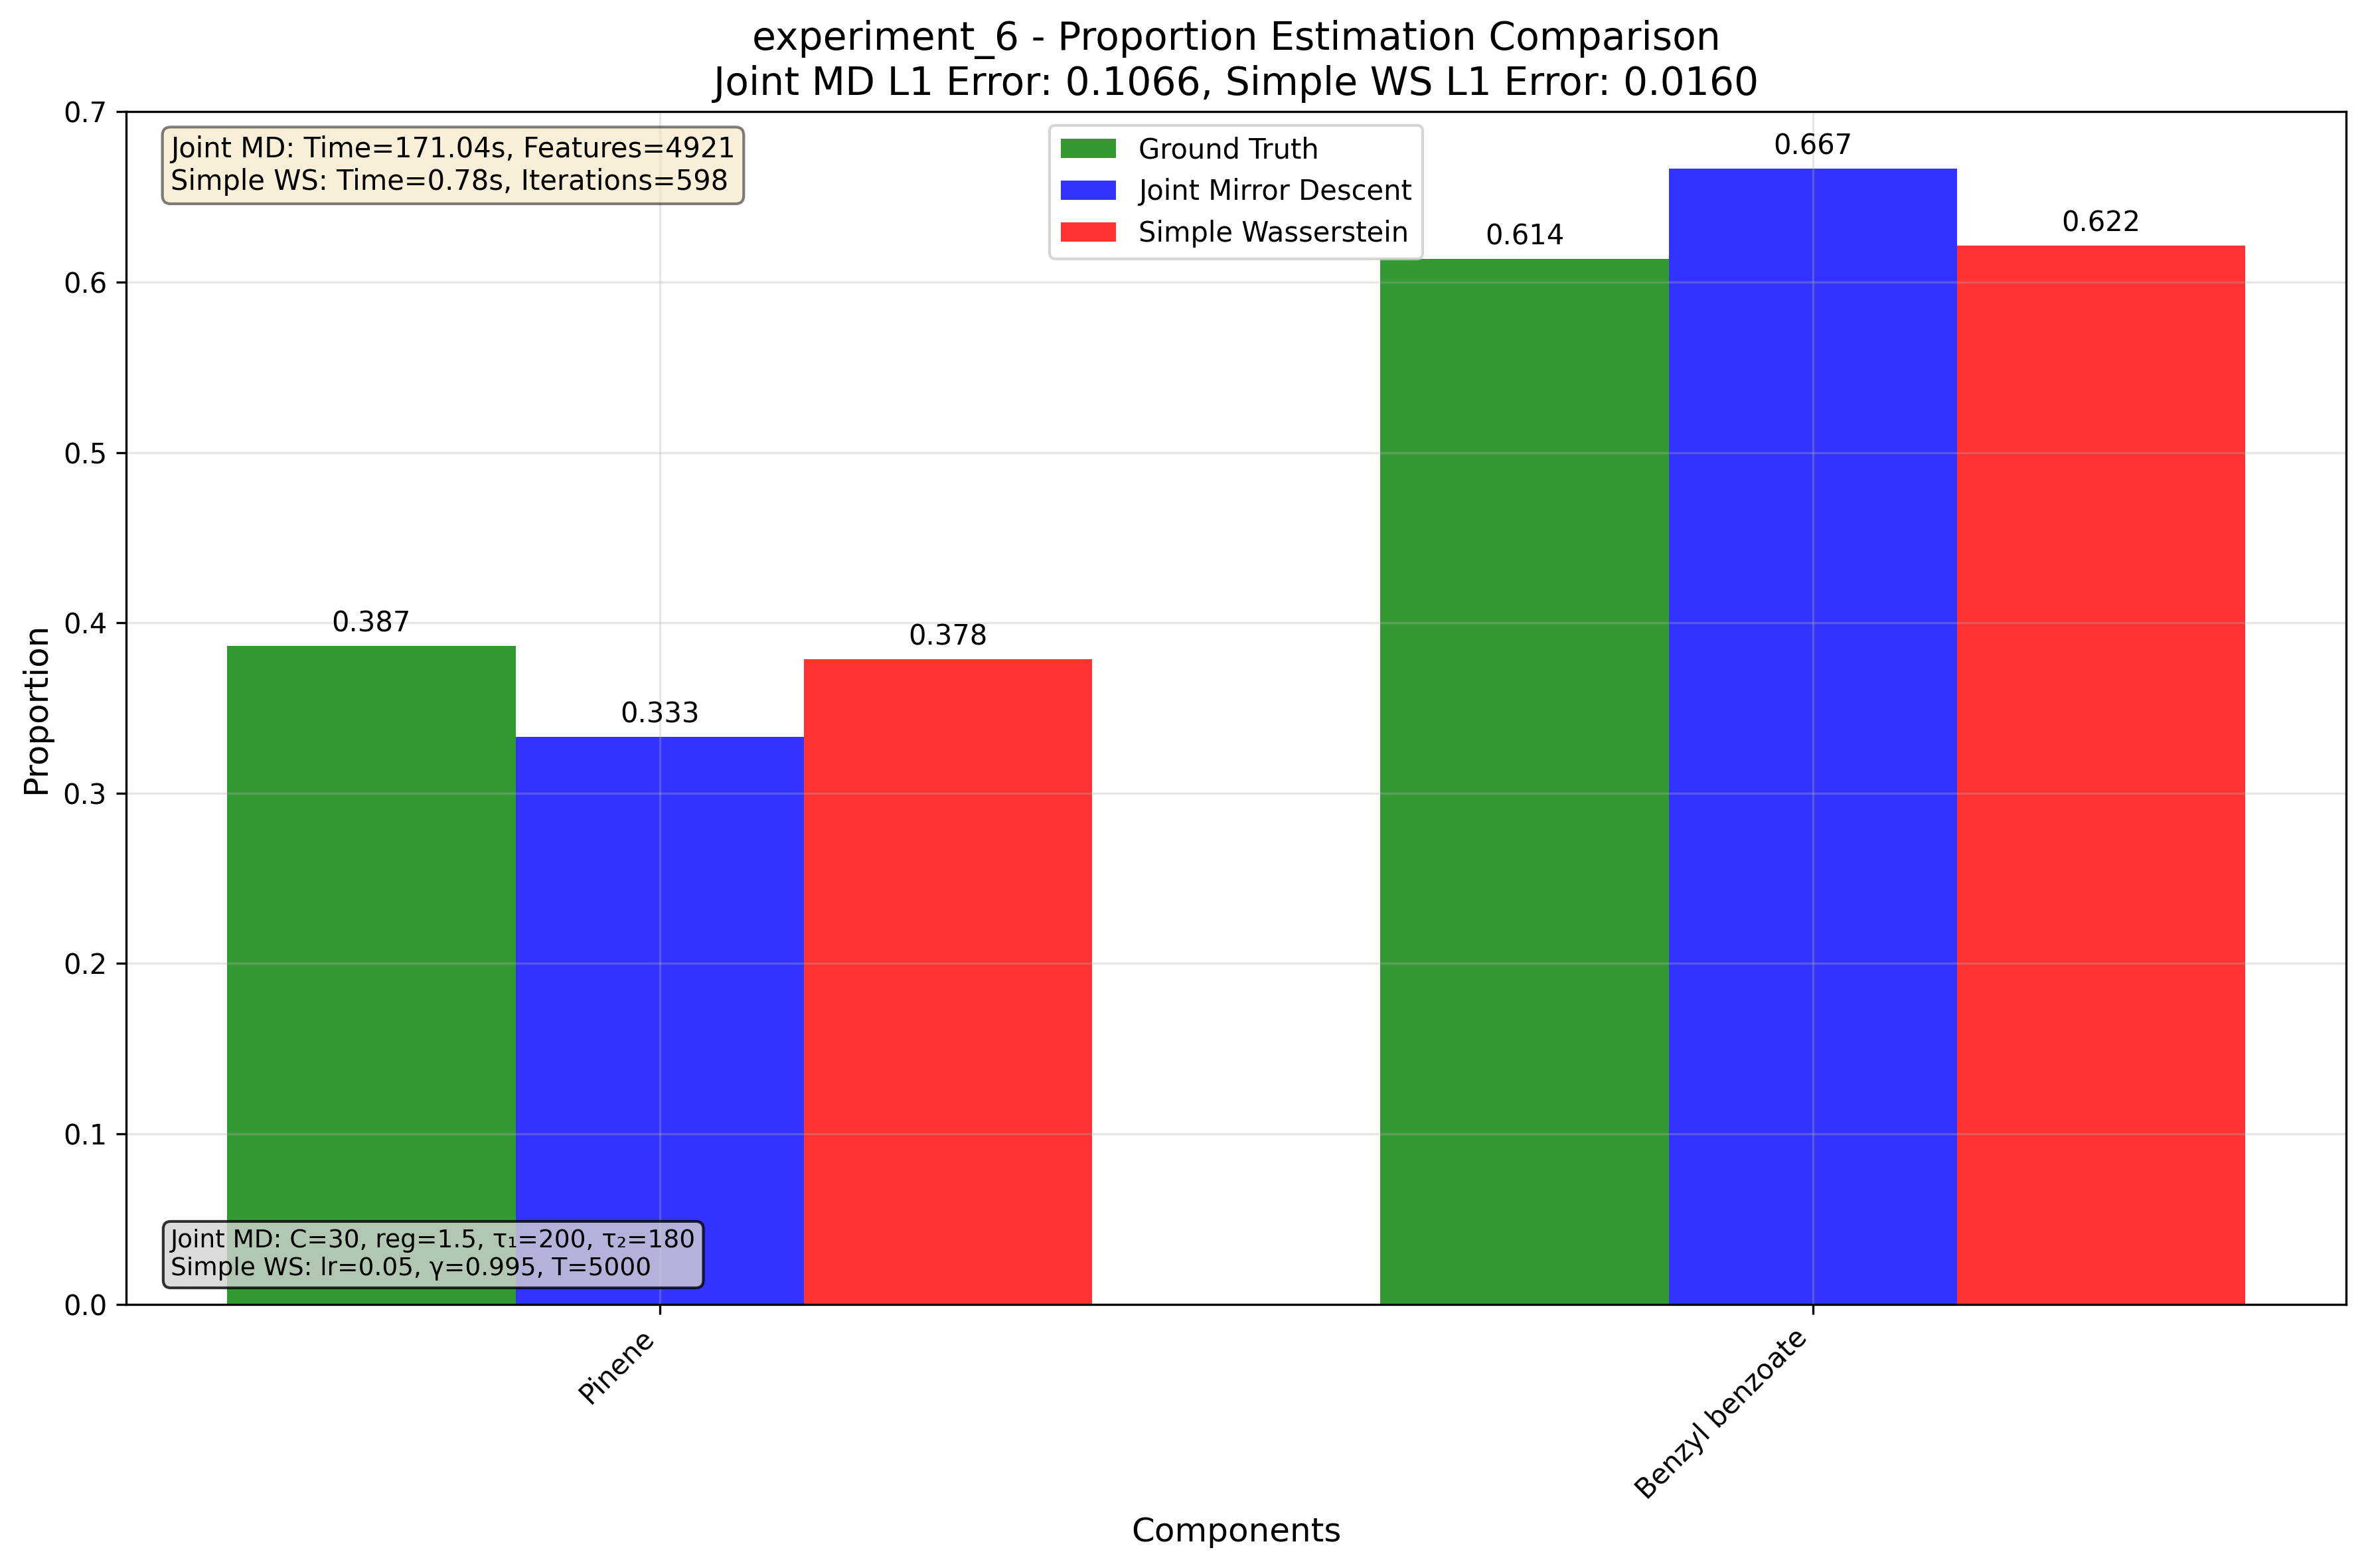 experiment_6 - Proportion Estimation Comparison
Joint MD L1 Error: 0.1066, Simple WS L1 Error: 0.0160
Joint MD: Time=171.04s, Features=4921
Simple WS: Time=0.78s, Iterations=598
Ground Truth
Joint Mirror Descent
Simple Wasserstein
0.7
0.6
0.5
0.4
0.3
0.2
0.1
0.0
Proportion
0.387
0.333
0.378
0.614
0.667
0.622
Joint MD: C=30, reg=1.5, τ₁=200, τ₂=180
Simple WS: lr=0.05, γ=0.995, T=5000
Pinene
Benzyl benzoate
Components